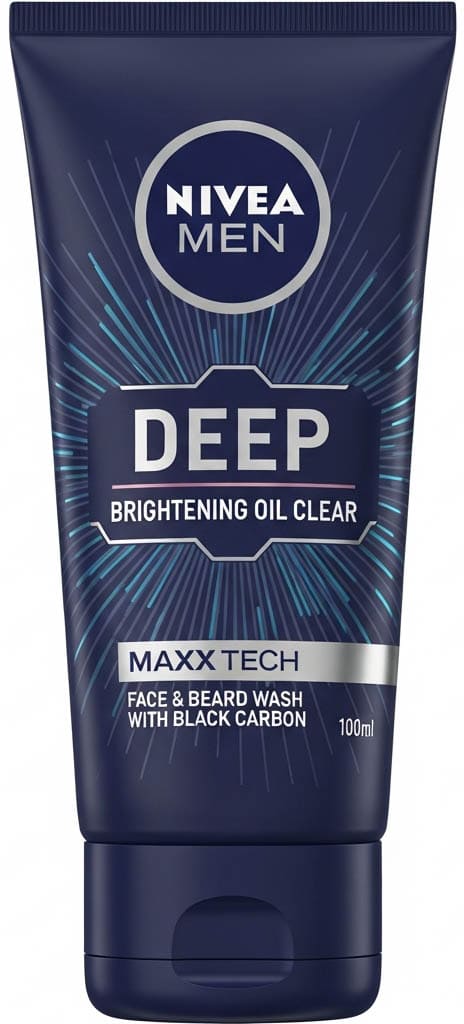 NIVEA
MEN
DEEP
BRIGHTENING OIL CLEAR
MAXX TECH
FACE & BEARD WASH
WITH BLACK CARBON
100ml